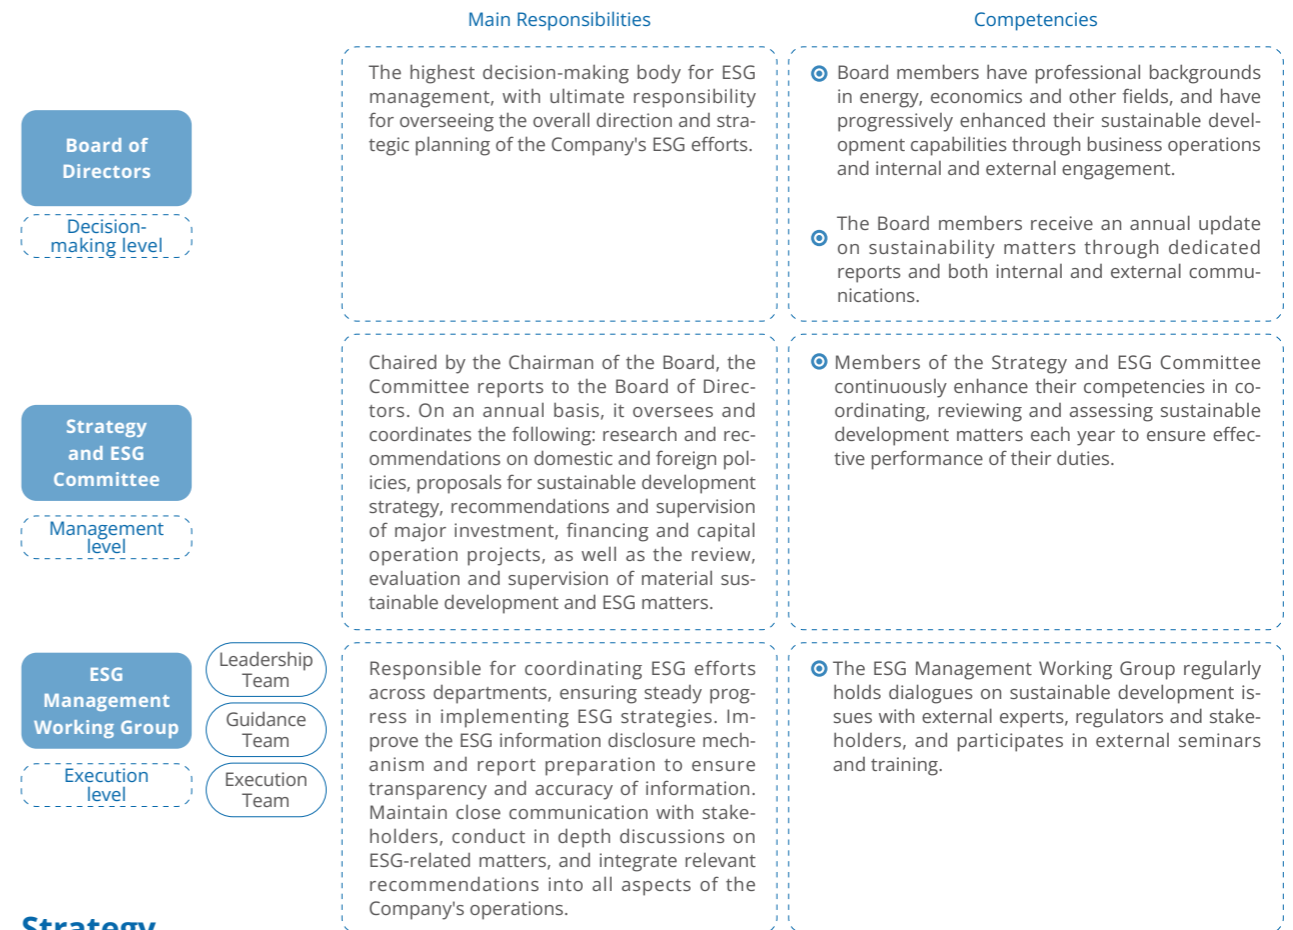 Main Responsibilities
Competencies
Board of
Directors
Decision-
making level
The highest decision-making body for ESG
management, with ultimate responsibility
for overseeing the overall direction and stra-
tegic planning of the Company's ESG efforts.
Board members have professional backgrounds
in energy, economics and other fields, and have
progressively enhanced their sustainable devel-
opment capabilities through business operations
and internal and external engagement.
The Board members receive an annual update
on sustainability matters through dedicated
reports and both internal and external commu-
nications.
Strategy
and ESG
Committee
Management
level
Chaired by the Chairman of the Board, the
Committee reports to the Board of Direc-
tors. On an annual basis, it oversees and
coordinates the following: research and rec-
ommendations on domestic and foreign pol-
icies, proposals for sustainable development
strategy, recommendations and supervision
of major investment, financing and capital
operation projects, as well as the review,
evaluation and supervision of material sus-
tainable development and ESG matters.
Members of the Strategy and ESG Committee
continuously enhance their competencies in co-
ordinating, reviewing and assessing sustainable
development matters each year to ensure effec-
tive performance of their duties.
ESG
Management
Working Group
Execution
level
Leadership
Team
Guidance
Team
Execution
Team
Responsible for coordinating ESG efforts
across departments, ensuring steady prog-
ress in implementing ESG strategies. Im-
prove the ESG information disclosure mech-
anism and report preparation to ensure
transparency and accuracy of information.
Maintain close communication with stake-
holders, conduct in depth discussions on
ESG-related matters, and integrate relevant
recommendations into all aspects of the
Company's operations.
The ESG Management Working Group regularly
holds dialogues on sustainable development is-
sues with external experts, regulators and stake-
holders, and participates in external seminars
and training.
Strategy